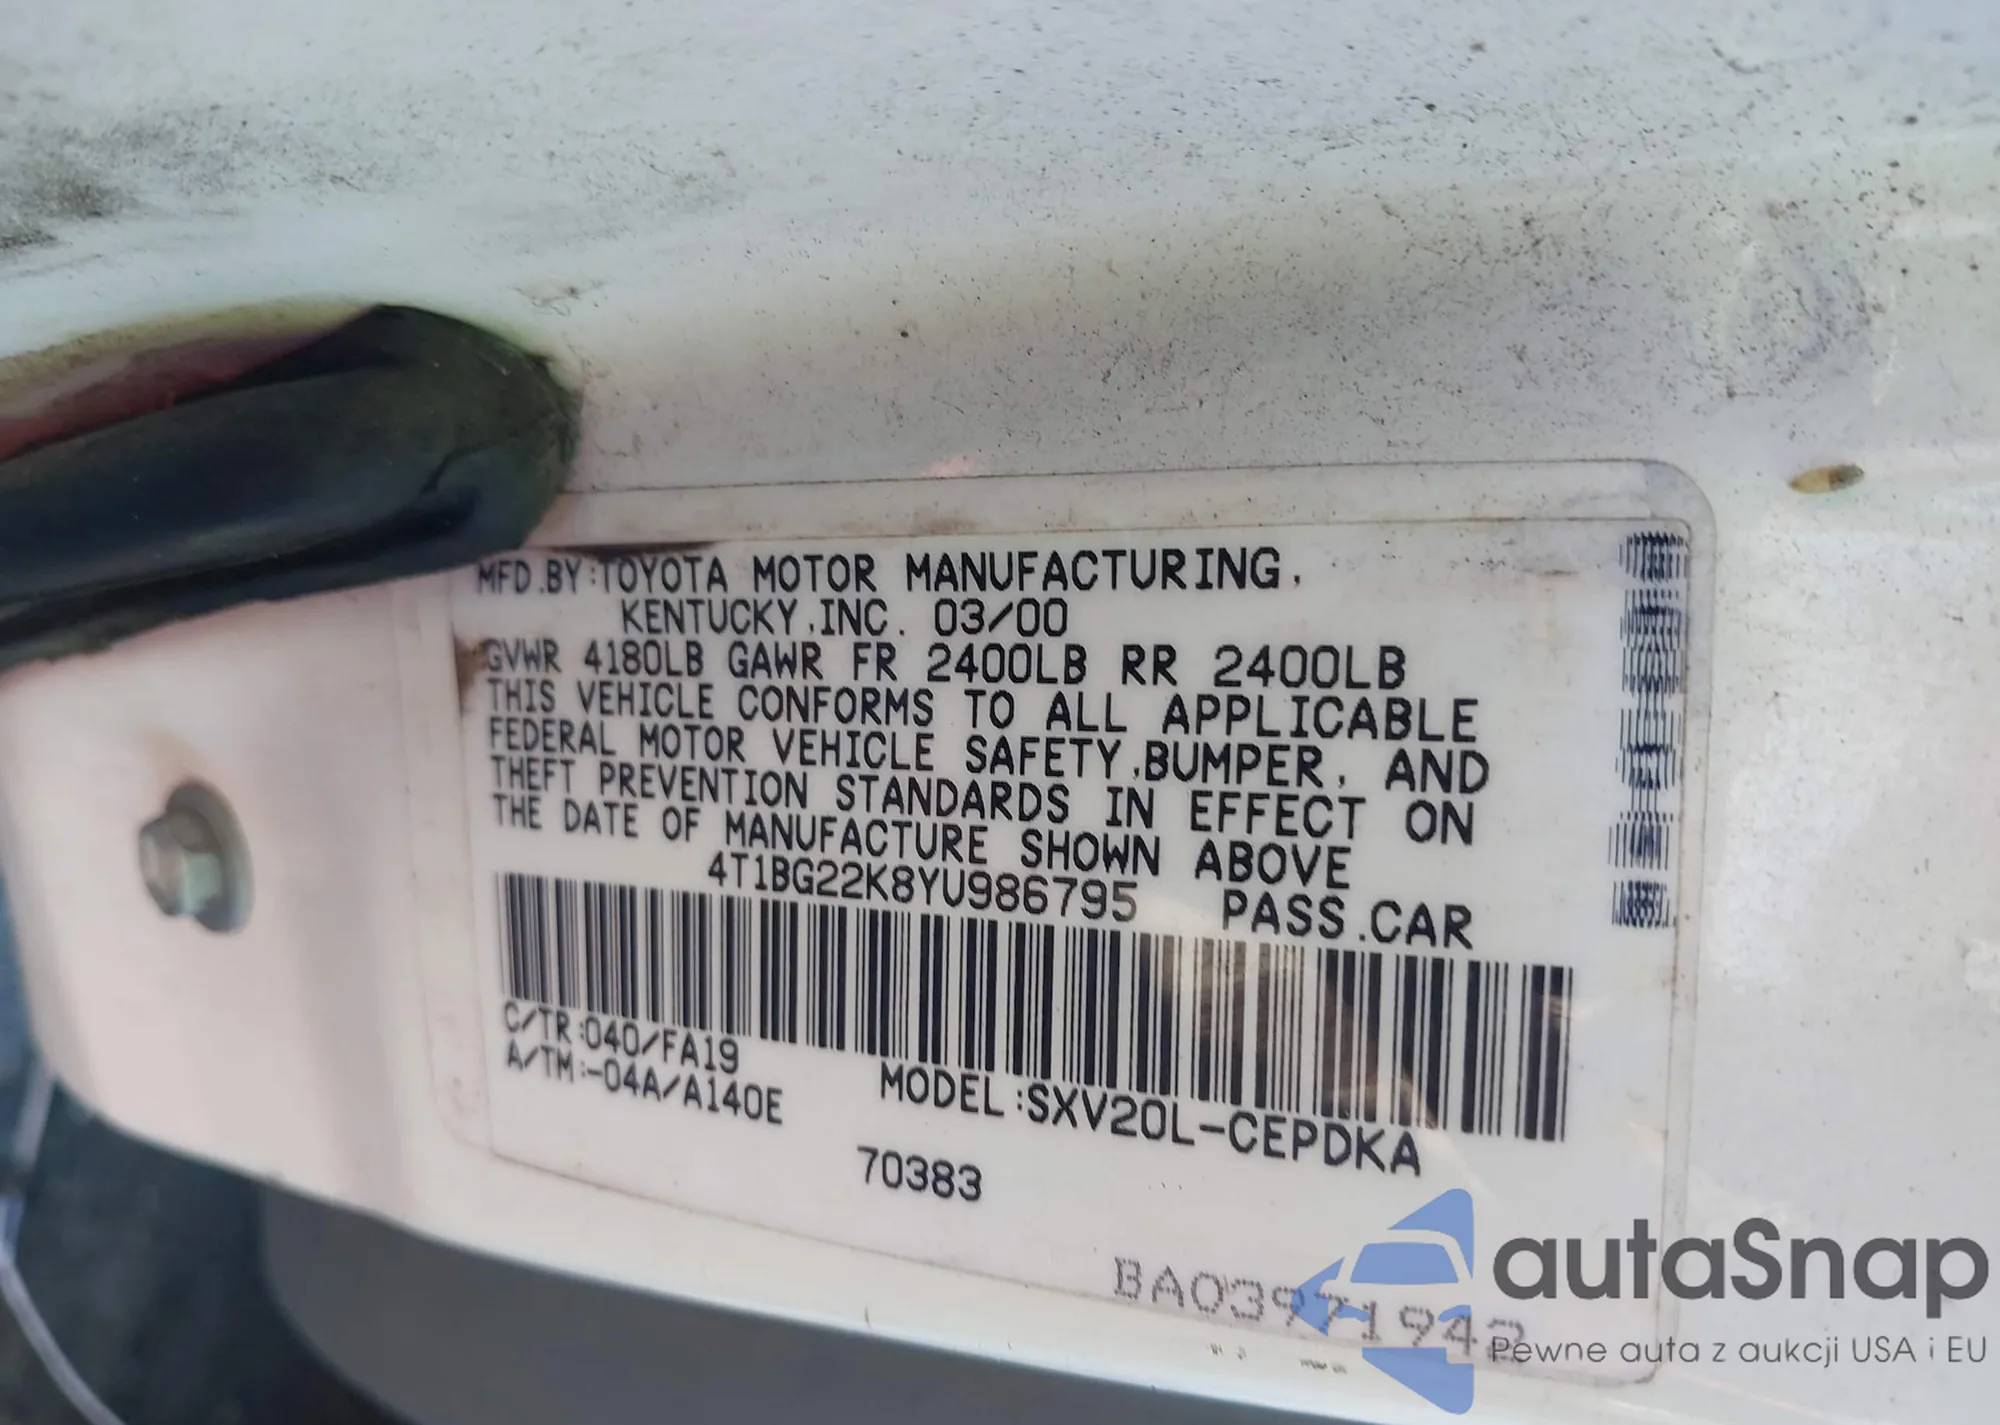 MFD.BY:TOYOTA MOTOR MANUFACTURING,
KENTUCKY,INC. 03/00
GVWR 4180LB GAWR FR 2400LB RR 2400LB
THIS VEHICLE CONFORMS TO ALL APPLICABLE
FEDERAL MOTOR VEHICLE SAFETY,BUMPER, AND
THEFT PREVENTION STANDARDS IN EFFECT ON
THE DATE OF MANUFACTURE SHOWN ABOVE
4T1BG22K8YU986795 PASS.CAR
C/TR:040/FA19
A/TM:-04A/A140E
MODEL:SXV20L-CEPDKA
70383
BA03971942
autaSnap
Pewne auta z aukcji USA i EU